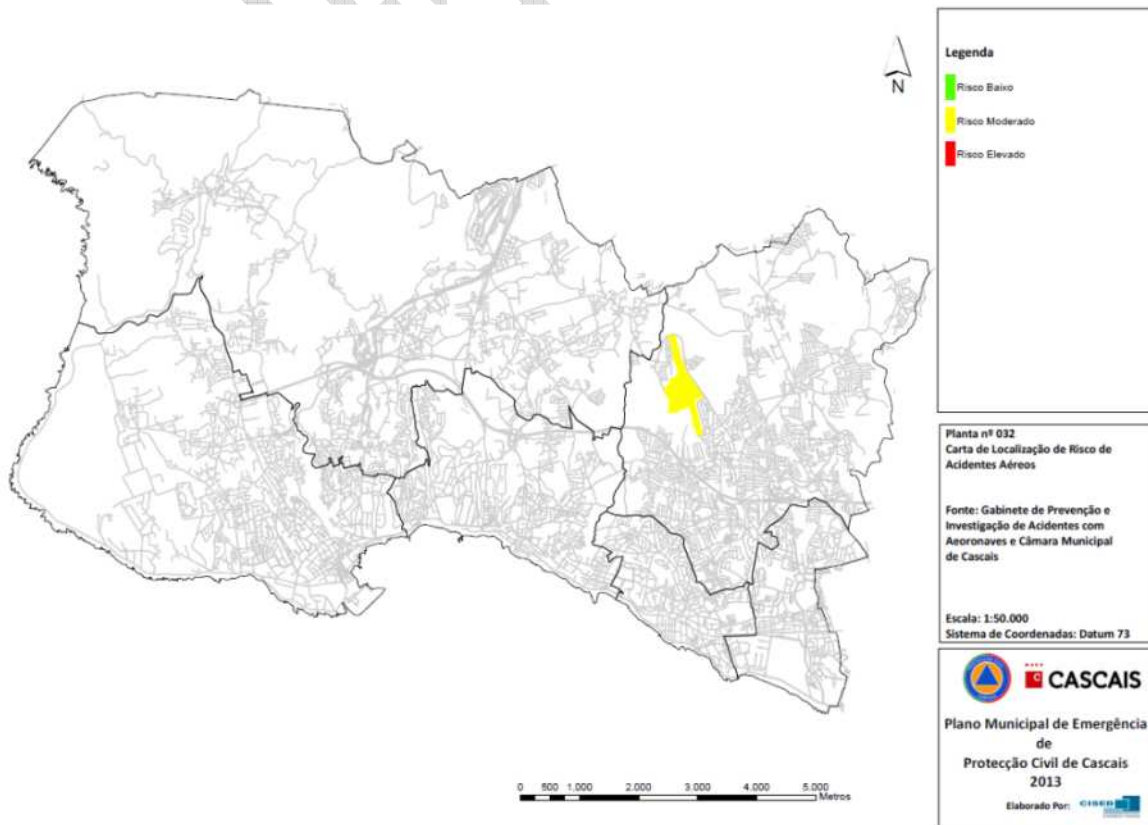 N
Legenda
Risco Baixo
Risco Moderado
Risco Elevado
Planta nº 032
Carta de Localização de Risco de
Acidentes Aéreos
Fonte: Gabinete de Prevenção e
Investigação de Acidentes com
Aeoronaves e Câmara Municipal
de Cascais
Escala: 1:50.000
Sistema de Coordenadas: Datum 73
CASCAIS
Plano Municipal de Emergência
de
Protecção Civil de Cascais
2013
Elaborado Por:
0 500 1.000 2.000 3.000 4.000 5.000
Metros